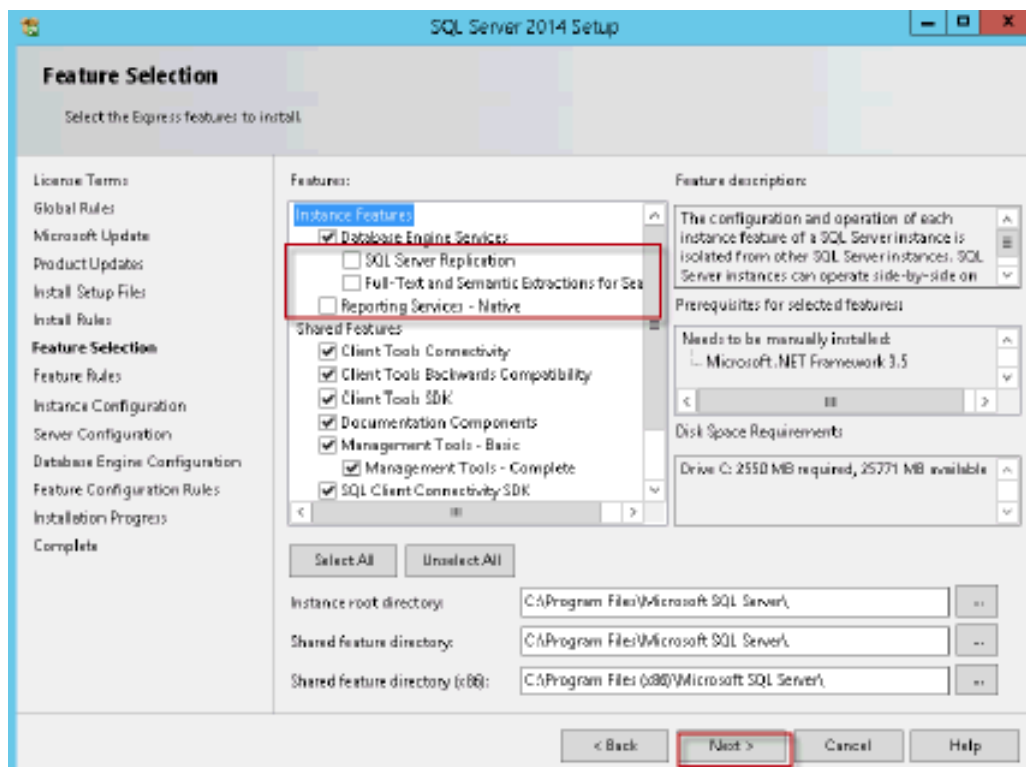 SQL Server 2014 Setup
Feature Selection
Select the Express features to install.
License Terms
Global Rules
Microsoft Update
Product Updates
Install Setup Files
Install Rules
Feature Selection
Feature Rules
Instance Configuration
Server Configuration
Database Engine Configuration
Feature Configuration Rules
Installation Progress
Complete
Features:
Instance Features
Database Engine Services
SQL Server Replication
Full-Text and Semantic Extractions for Sea
Reporting Services - Native
Shared Features
Client Tools Connectivity
Client Tools Backwards Compatibility
Client Tools SDK
Documentation Components
Management Tools - Basic
Management Tools - Complete
SQL Client Connectivity SDK
Select All
Unselect All
Feature description:
The configuration and operation of each
instance feature of a SQL Server instance is
isolated from other SQL Server instances. SQL
Server instances can operate side-by-side on
Prerequisites for selected features:
Needs to be manually installed:
Microsoft .NET Framework 3.5
Disk Space Requirements
Drive C: 2550 MB required, 25771 MB available
Instance root directory:
C:\Program Files\Microsoft SQL Server\
...
Shared feature directory:
C:\Program Files\Microsoft SQL Server\
...
Shared feature directory (x86):
C:\Program Files (x86)\Microsoft SQL Server\
...
< Back
Next >
Cancel
Help